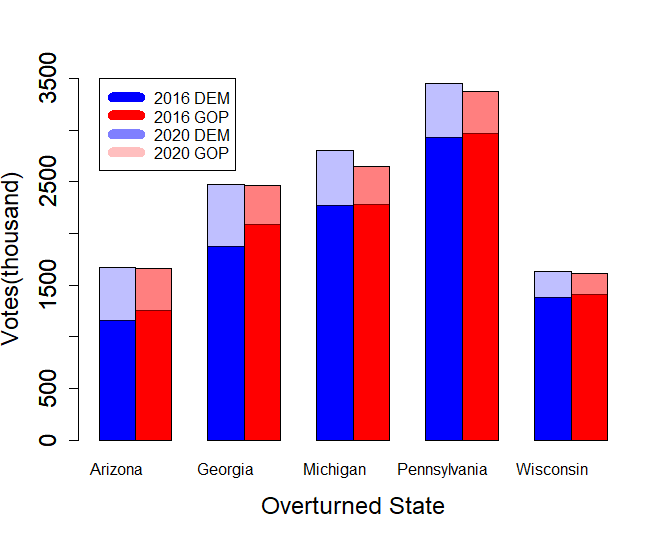 3500
2500
1500
500
0
Votes(thousand)
2016 DEM
2016 GOP
2020 DEM
2020 GOP
Arizona Georgia Michigan Pennsylvania Wisconsin
Overturned State